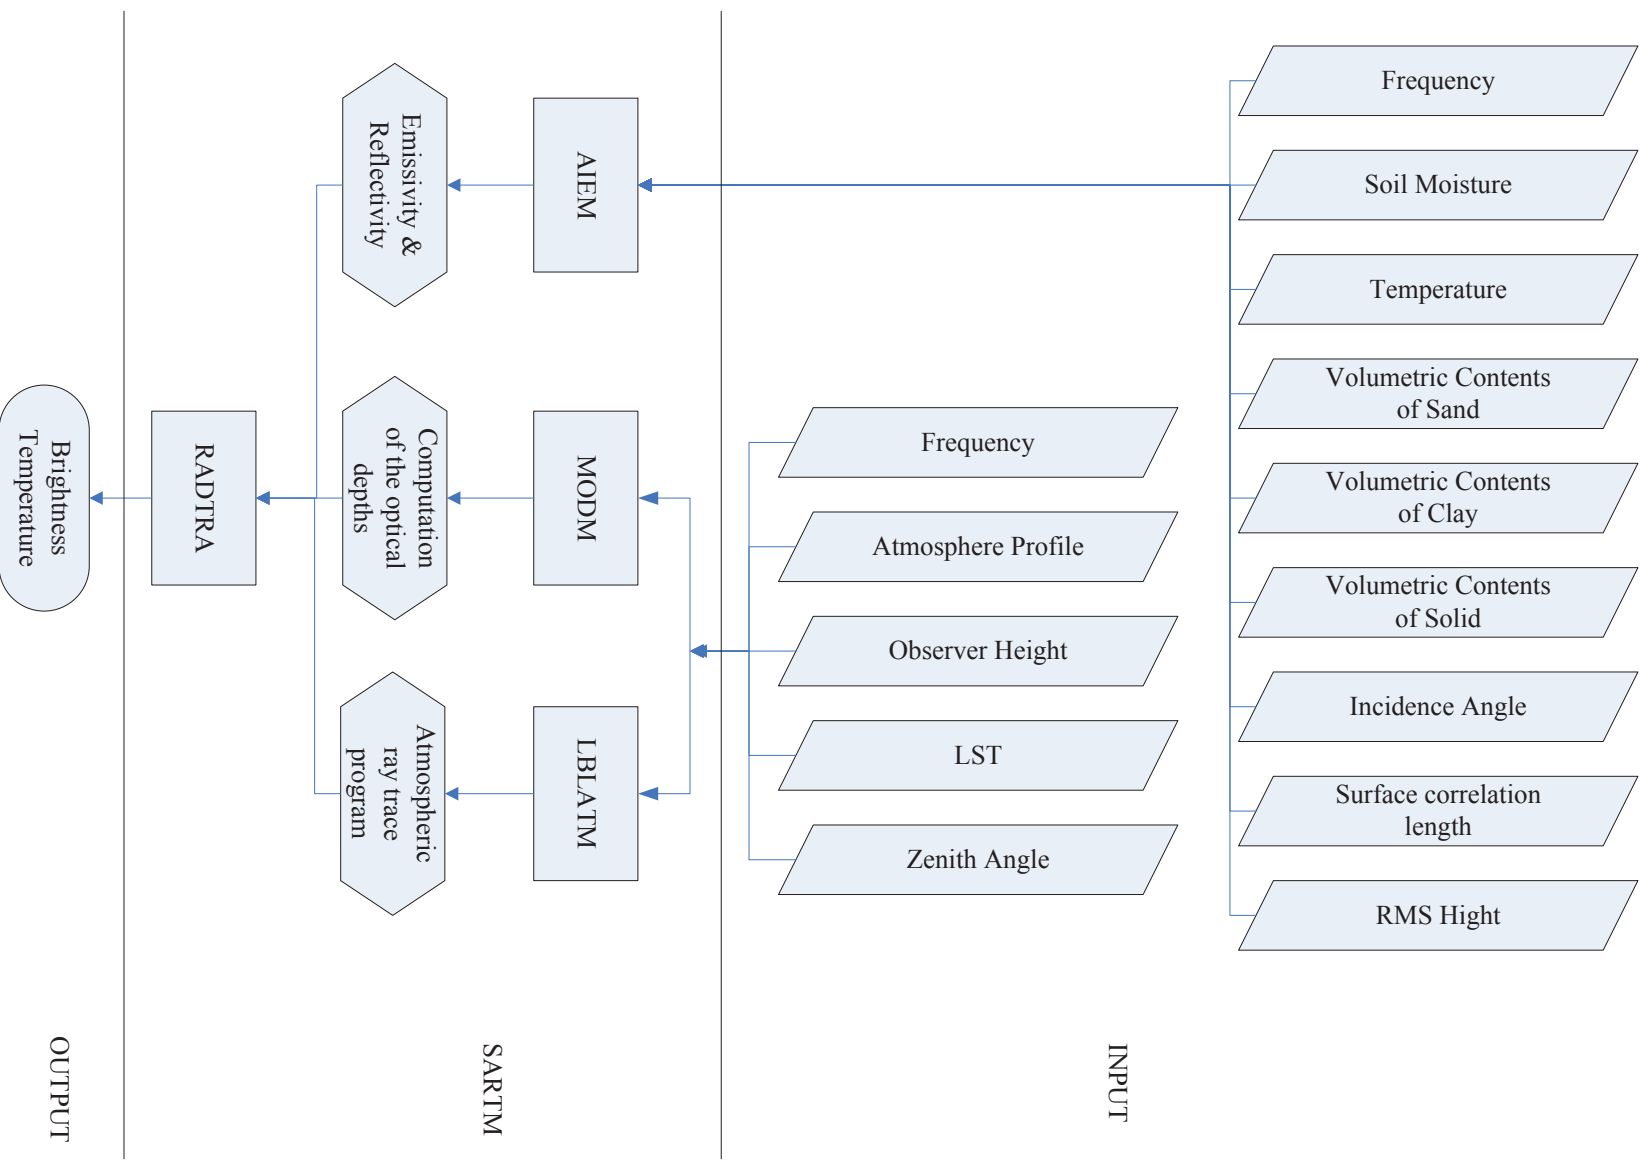 Frequency
Soil Moisture
Temperature
Volumetric Contents
of Sand
Volumetric Contents
of Clay
Volumetric Contents
of Solid
Incidence Angle
Surface correlation
length
RMS Hight
Frequency
Atmosphere Profile
Observer Height
LST
Zenith Angle
INPUT
AIEM
MODM
LBLATM
Emissivity &
Reflectivity
Computation
of the optical
depths
Atmospheric
ray trace
program
RADTRA
SARTM
Brightness
Temperature
OUTPUT